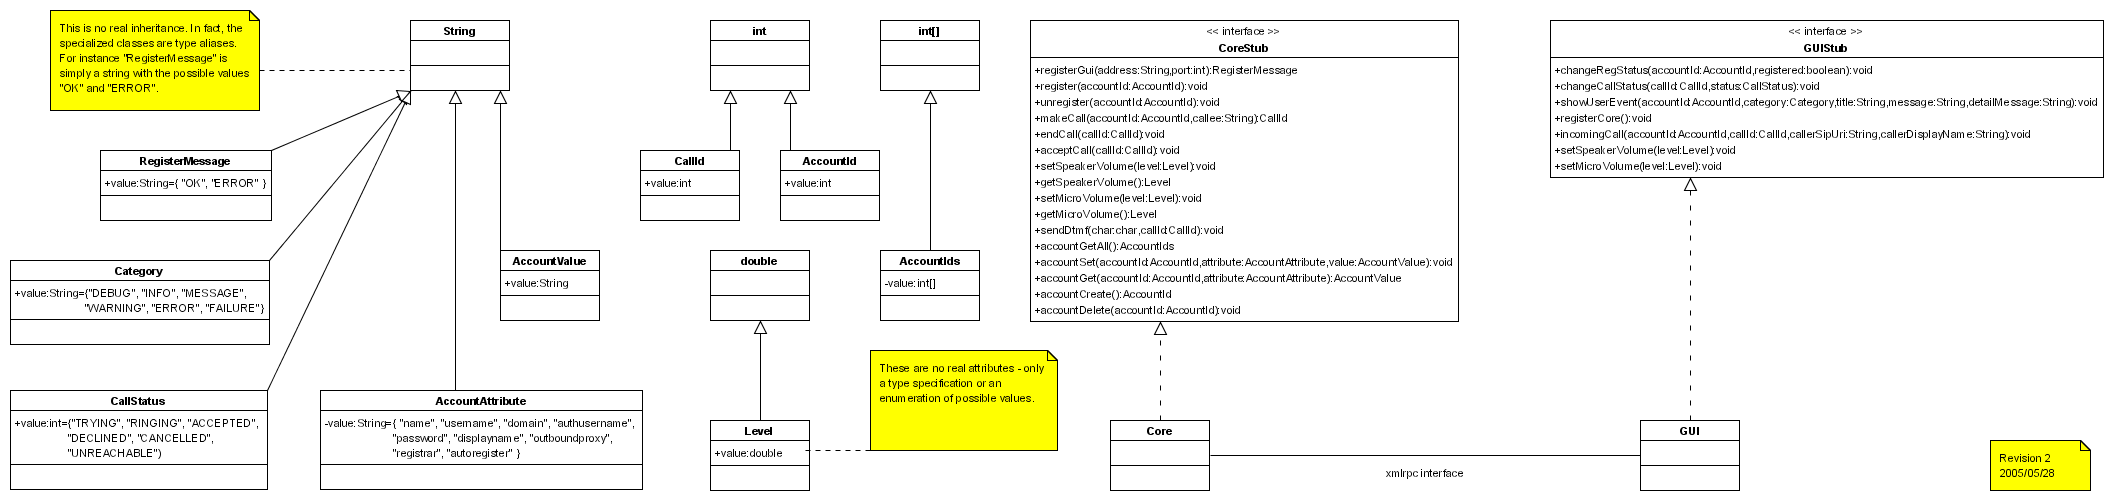 This is no real inheritance. In fact, the
specialized classes are type aliases.
For instance "RegisterMessage" is
simply a string with the possible values
"OK" and "ERROR".
String
RegisterMessage
+value:String={ "OK", "ERROR" }
Category
+value:String={"DEBUG", "INFO", "MESSAGE",
"WARNING", "ERROR", "FAILURE"}
CallStatus
+value:int={"TRYING", "RINGING", "ACCEPTED",
"DECLINED", "CANCELLED",
"UNREACHABLE")
AccountAttribute
-value:String={ "name", "username", "domain", "authusername",
"password", "displayname", "outboundproxy",
"registrar", "autoregister" }
AccountValue
+value:String
int
CallId
+value:int
AccountId
+value:int
double
Level
+value:double
int[]
AccountIds
-value:int[]
These are no real attributes - only
a type specification or an
enumeration of possible values.
<< interface >>
CoreStub
+registerGui(address:String,port:int):RegisterMessage
+register(accountId:AccountId):void
+unregister(accountId:AccountId):void
+makeCall(accountId:AccountId,callee:String):CallId
+endCall(callId:CallId):void
+acceptCall(callId:CallId):void
+setSpeakerVolume(level:Level):void
+getSpeakerVolume():Level
+setMicroVolume(level:Level):void
+getMicroVolume():Level
+sendDtmf(char:char,callId:CallId):void
+accountGetAll():AccountIds
+accountSet(accountId:AccountId,attribute:AccountAttribute,value:AccountValue):void
+accountGet(accountId:AccountId,attribute:AccountAttribute):AccountValue
+accountCreate():AccountId
+accountDelete(accountId:AccountId):void
Core
xmlrpc interface
<< interface >>
GUIStub
+changeRegStatus(accountId:AccountId,registered:boolean):void
+changeCallStatus(callId:CallId,status:CallStatus):void
+showUserEvent(accountId:AccountId,category:Category,title:String,message:String,detailMessage:String):void
+registerCore():void
+incomingCall(accountId:AccountId,callId:CallId,callerSipUri:String,callerDisplayName:String):void
+setSpeakerVolume(level:Level):void
+setMicroVolume(level:Level):void
GUI
Revision 2
2005/05/28